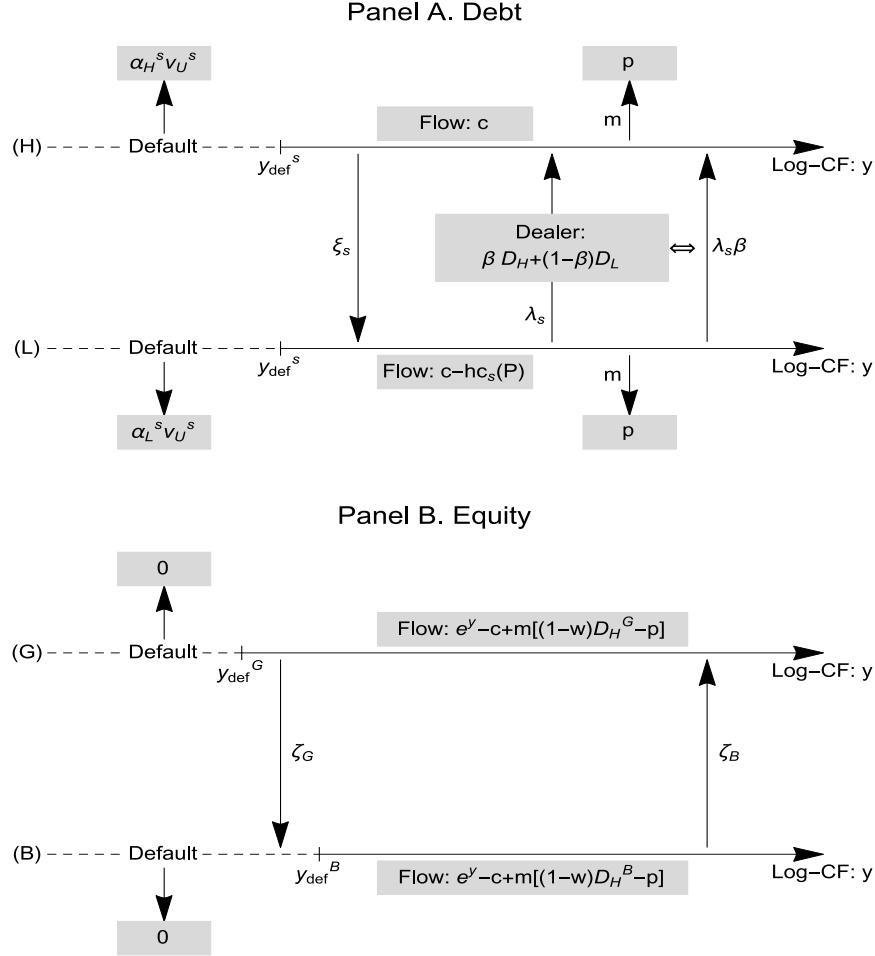 Panel A. Debt
α_H^s v_U^s
p
Flow: c
m
(H)
Default
y_def^s
Log−CF: y
ξ_s
Dealer:
β D_H+(1−β)D_L
⇔
λ_s β
λ_s
(L)
Default
y_def^s
Flow: c−hc_s(P)
m
Log−CF: y
α_L^s v_U^s
p
Panel B. Equity
0
Flow: e^y−c+m[(1−w)D_H^G−p]
(G)
Default
y_def^G
Log−CF: y
ζ_G
ζ_B
(B)
Default
y_def^B
Flow: e^y−c+m[(1−w)D_H^B−p]
Log−CF: y
0